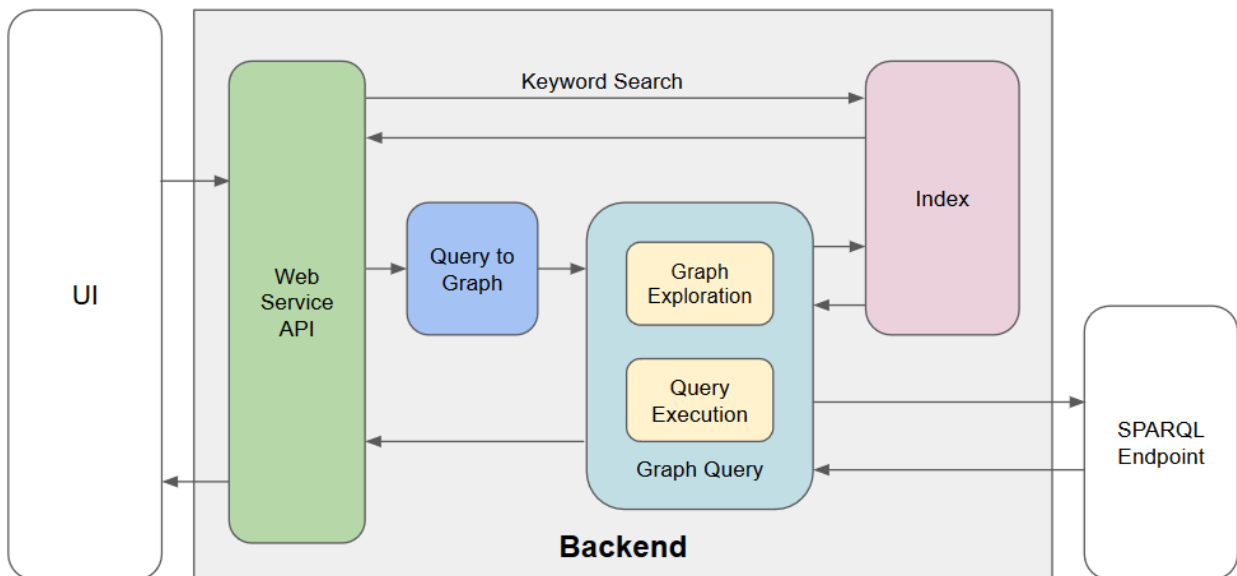 UI
Web
Service
API
Keyword Search
Query to
Graph
Graph
Exploration
Query
Execution
Graph Query
Index
SPARQL
Endpoint
Backend